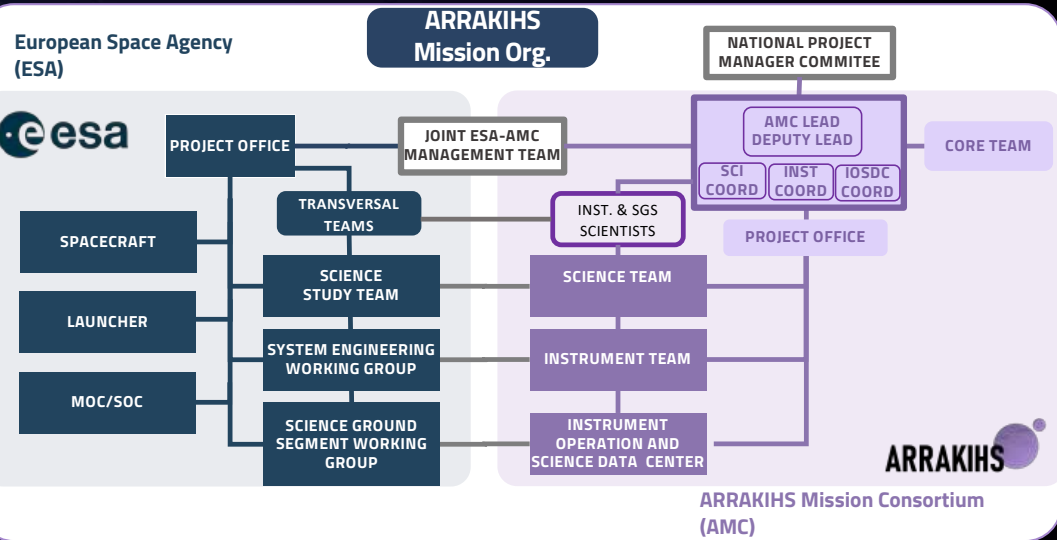 ARRAKIHS
Mission Org.
European Space Agency
(ESA)
NATIONAL PROJECT
MANAGER COMMITEE
esa
PROJECT OFFICE
JOINT ESA-AMC
MANAGEMENT TEAM
AMC LEAD
DEPUTY LEAD
SCI
COORD
INST
COORD
IOSDC
COORD
CORE TEAM
TRANSVERSAL
TEAMS
INST. & SGS
SCIENTISTS
PROJECT OFFICE
SPACECRAFT
SCIENCE
STUDY TEAM
SCIENCE TEAM
LAUNCHER
SYSTEM ENGINEERING
WORKING GROUP
INSTRUMENT TEAM
MOC/SOC
SCIENCE GROUND
SEGMENT WORKING
GROUP
INSTRUMENT
OPERATION AND
SCIENCE DATA CENTER
ARRAKIHS
ARRAKIHS Mission Consortium
(AMC)